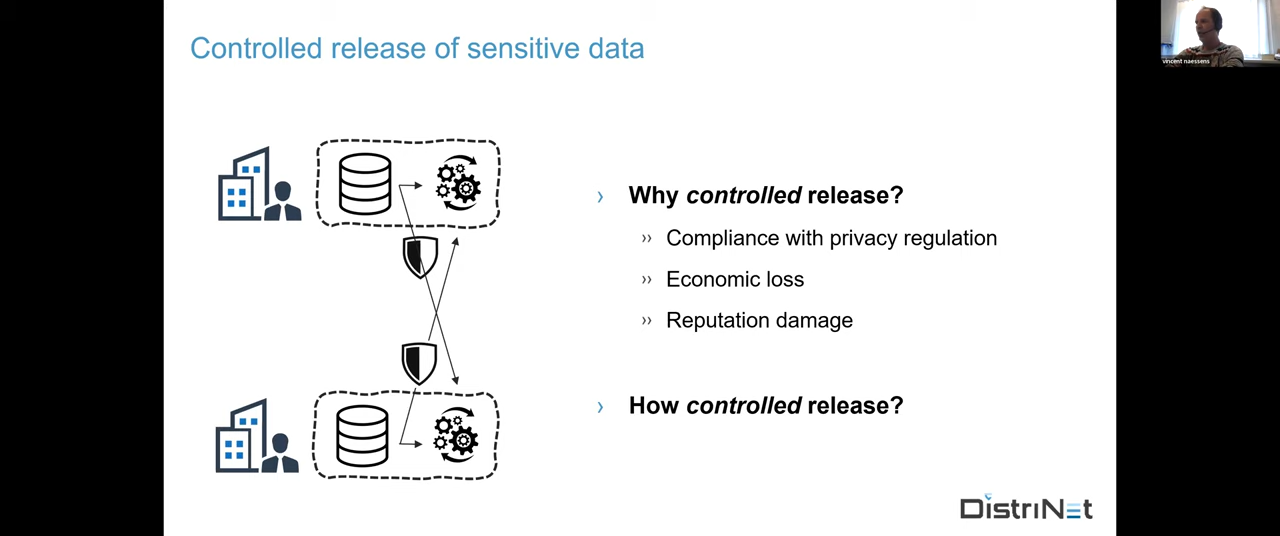 Controlled release of sensitive data
vincent naessens
Why controlled release?
Compliance with privacy regulation
Economic loss
Reputation damage
How controlled release?
DistriNet